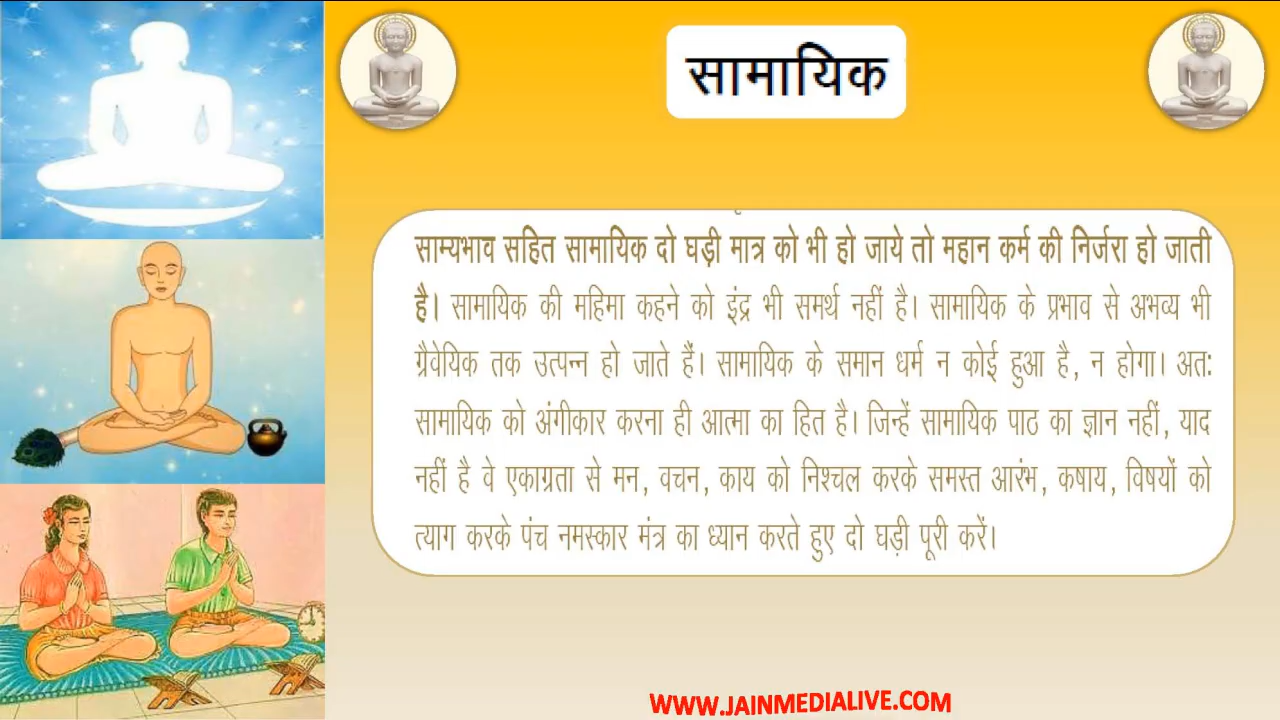 सामायिक
साम्यभाव सहित सामायिक दो घड़ी मात्र को भी हो जाये तो महान कर्म की निर्जरा हो जाती
है। सामायिक की महिमा कहने को इंद्र भी समर्थ नहीं है। सामायिक के प्रभाव से अभव्य भी
ग्रैवेयिक तक उत्पन्न हो जाते हैं। सामायिक के समान धर्म न कोई हुआ है, न होगा। अतः
सामायिक को अंगीकार करना ही आत्मा का हित है। जिन्हें सामायिक पाठ का ज्ञान नहीं, याद
नहीं है वे एकाग्रता से मन, वचन, काय को निश्चल करके समस्त आरंभ, कषाय, विषयों को
त्याग करके पंच नमस्कार मंत्र का ध्यान करते हुए दो घड़ी पूरी करें।
WWW.JAINMEDIALIVE.COM